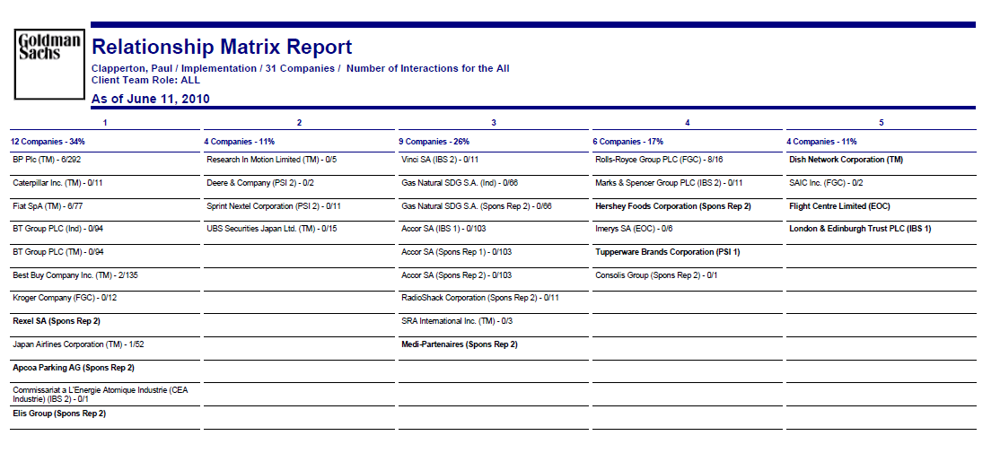 Goldman
Sachs
Relationship Matrix Report
Clapperton, Paul / Implementation / 31 Companies / Number of Interactions for the All
Client Team Role: ALL
As of June 11, 2010
1 2 3 4 5
12 Companies - 34% 4 Companies - 11% 9 Companies - 26% 6 Companies - 17% 4 Companies - 11%
BP Plc (TM) - 6/292 Research In Motion Limited (TM) - 0/5 Vinci SA (IBS 2) - 0/11 Rolls-Royce Group PLC (FGC) - 8/16 Dish Network Corporation (TM)
Caterpillar Inc. (TM) - 0/11 Deere & Company (PSI 2) - 0/2 Gas Natural SDG S.A. (Ind) - 0/66 Marks & Spencer Group PLC (IBS 2) - 0/11 SAIC Inc. (FGC) - 0/2
Fiat SpA (TM) - 6/77 Sprint Nextel Corporation (PSI 2) - 0/11 Gas Natural SDG S.A. (Spons Rep 2) - 0/66 Hershey Foods Corporation (Spons Rep 2) Flight Centre Limited (EOC)
BT Group PLC (Ind) - 0/94 UBS Securities Japan Ltd. (TM) - 0/15 Accor SA (IBS 1) - 0/103 Imerys SA (EOC) - 0/6 London & Edinburgh Trust PLC (IBS 1)
BT Group PLC (TM) - 0/94 Accor SA (Spons Rep 1) - 0/103 Tupperware Brands Corporation (PSI 1)
Best Buy Company Inc. (TM) - 2/135 Accor SA (Spons Rep 2) - 0/103 Consolis Group (Spons Rep 2) - 0/1
Kroger Company (FGC) - 0/12 RadioShack Corporation (Spons Rep 2) - 0/11
Rexel SA (Spons Rep 2) SRA International Inc. (TM) - 0/3
Japan Airlines Corporation (TM) - 1/52 Medi-Partenaires (Spons Rep 2)
Apcoa Parking AG (Spons Rep 2)
Commissariat a L'Energie Atomique Industrie (CEA
Industrie) (IBS 2) - 0/1
Elis Group (Spons Rep 2)